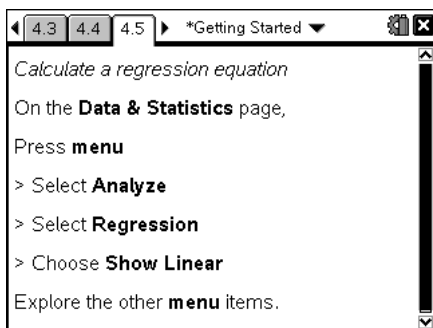 4.3 4.4 4.5 *Getting Started
Calculate a regression equation
On the Data & Statistics page,
Press menu
> Select Analyze
> Select Regression
> Choose Show Linear
Explore the other menu items.